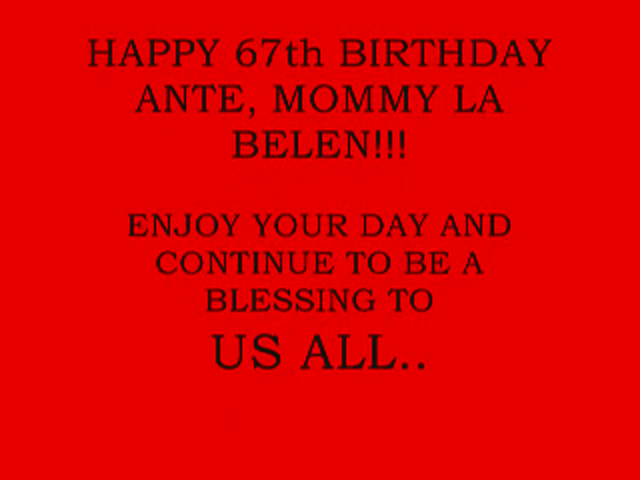 HAPPY 67th BIRTHDAY
ANTE, MOMMY LA
BELEN!!!
ENJOY YOUR DAY AND
CONTINUE TO BE A
BLESSING TO
US ALL..